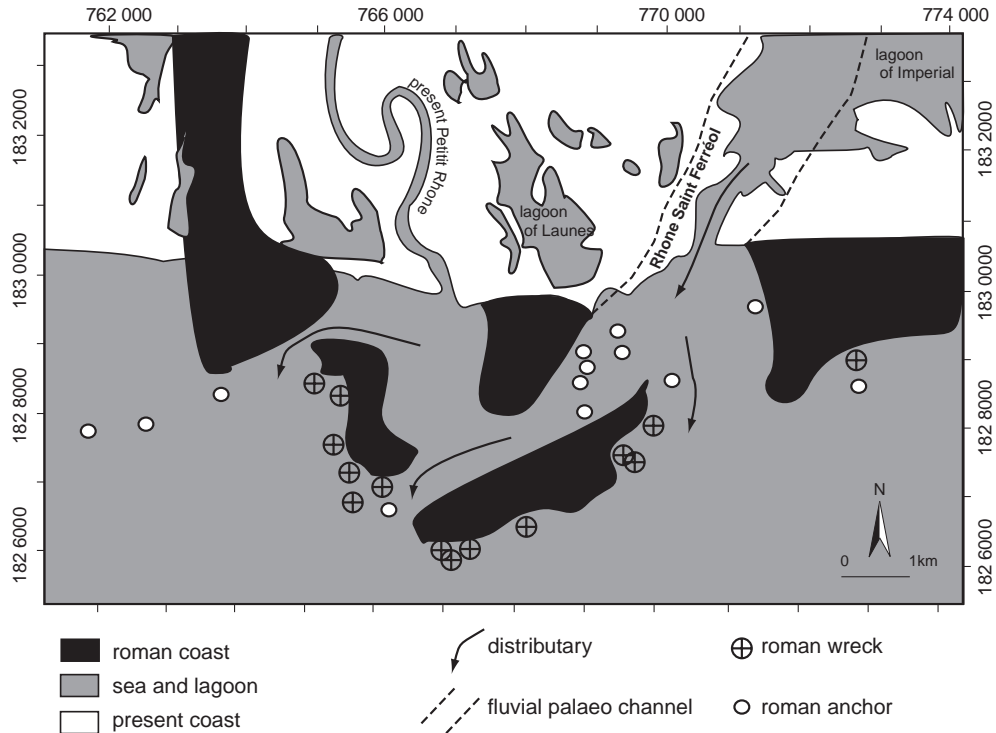 762 000
766 000
770 000
774 000
183 2000
183 0000
182 8000
182 6000
183 2000
183 0000
182 8000
182 6000
lagoon
of Imperial
present Petitit Rhone
lagoon
of Launes
Rhone Saint Ferréol
N
0
1km
roman coast
sea and lagoon
present coast
distributary
fluvial palaeo channel
roman wreck
roman anchor